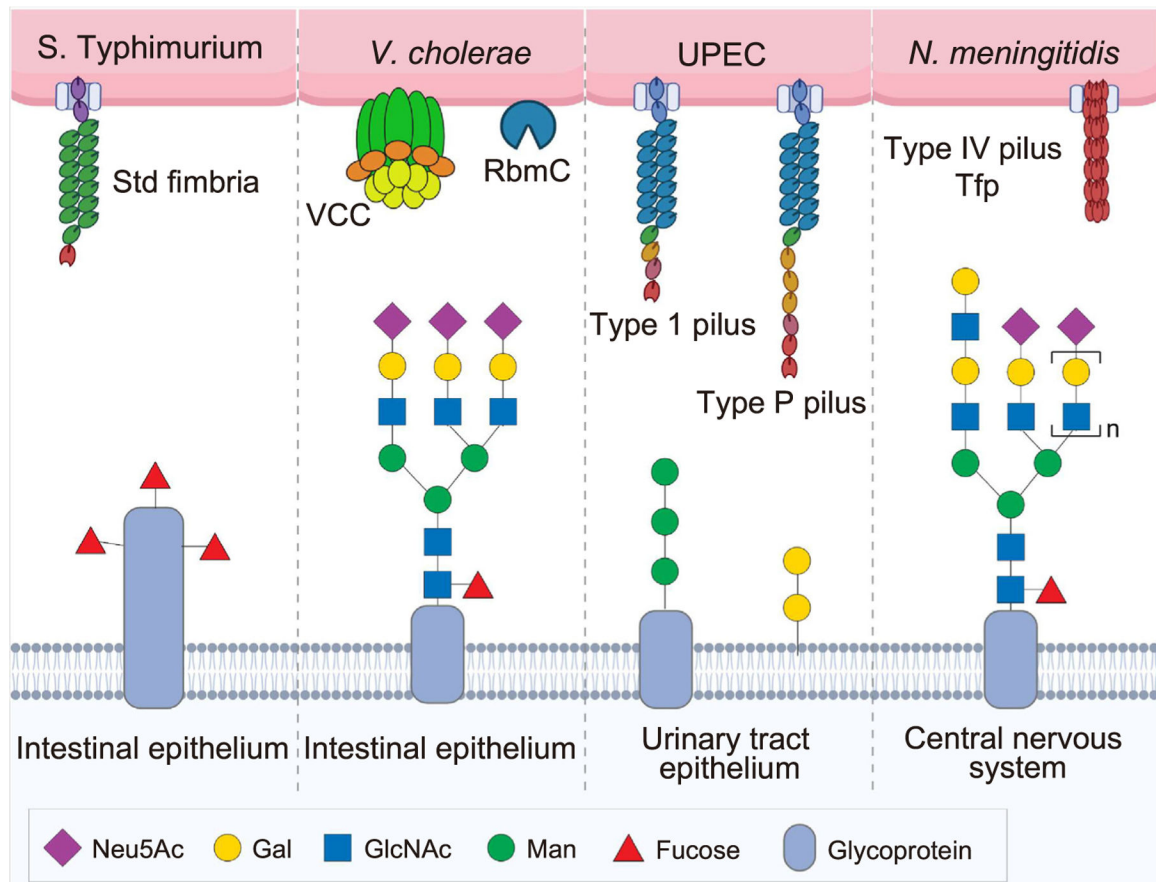 S. Typhimurium
V. cholerae
UPEC
N. meningitidis
Std fimbria
VCC
RbmC
Type 1 pilus
Type P pilus
Type IV pilus
Tfp
n
Intestinal epithelium
Intestinal epithelium
Urinary tract
epithelium
Central nervous
system
Neu5Ac
Gal
GlcNAc
Man
Fucose
Glycoprotein